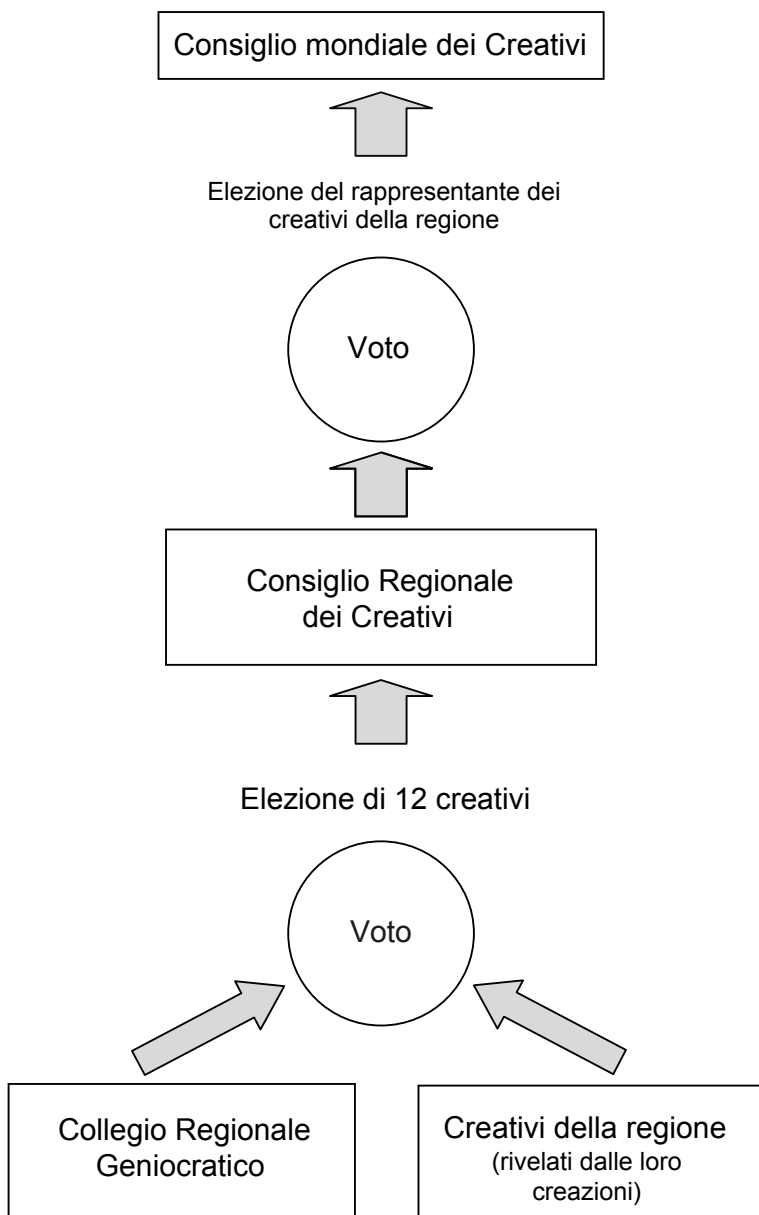 Consiglio mondiale dei Creativi
Elezione del rappresentante dei
creativi della regione
Voto
Consiglio Regionale
dei Creativi
Elezione di 12 creativi
Voto
Collegio Regionale
Geniocratico
Creativi della regione
(rivelati dalle loro
creazioni)